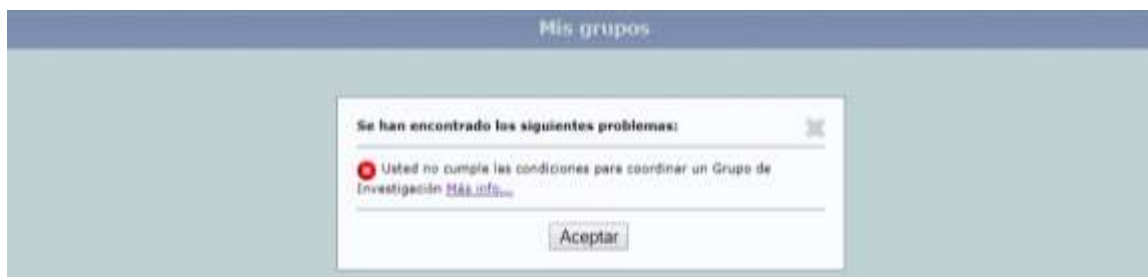 Mis grupos
Se han encontrado los siguientes problemas:
Usted no cumple las condiciones para coordinar un Grupo de
Investigación Más info...
Aceptar